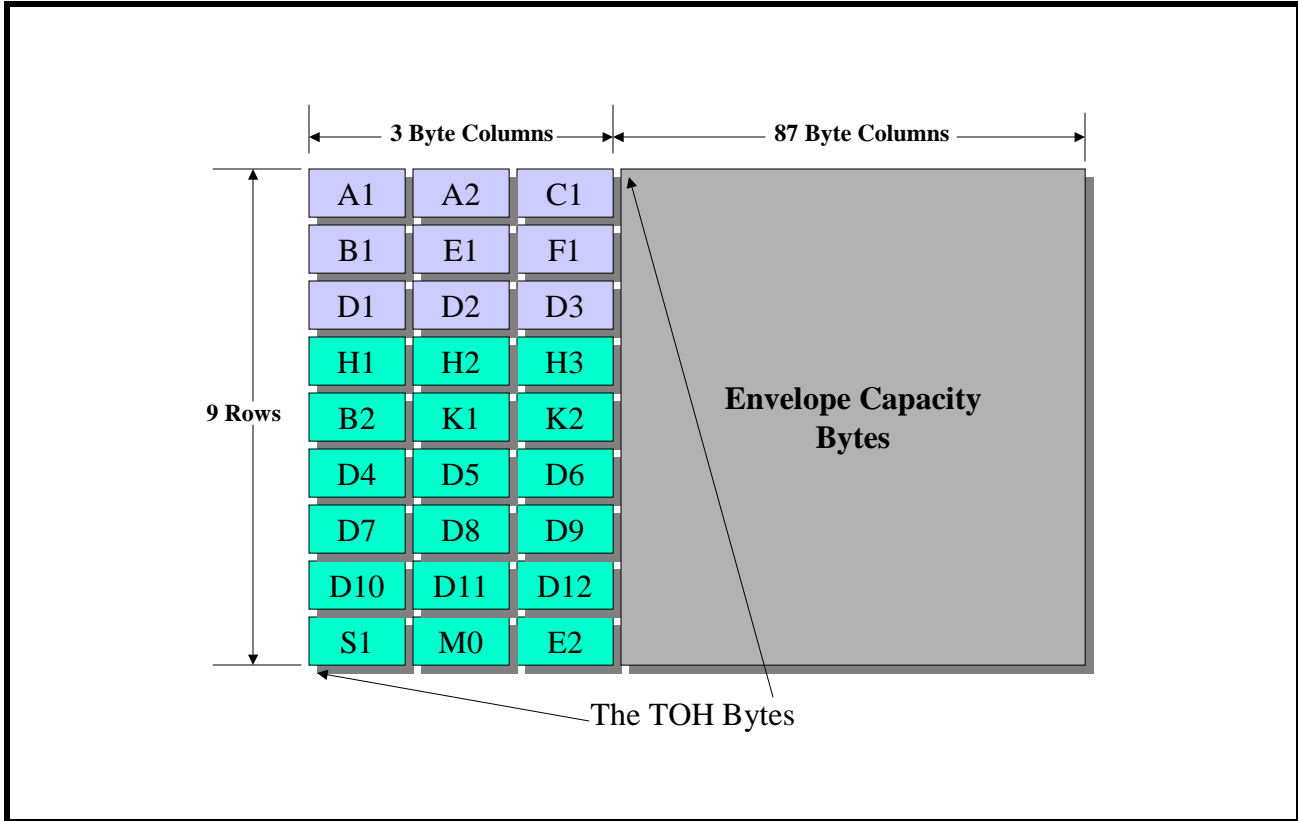 3 Byte Columns 87 Byte Columns
A1 A2 C1
B1 E1 F1
D1 D2 D3
H1 H2 H3
9 Rows
B2 K1 K2
Envelope Capacity
Bytes
D4 D5 D6
D7 D8 D9
D10 D11 D12
S1 M0 E2
The TOH Bytes